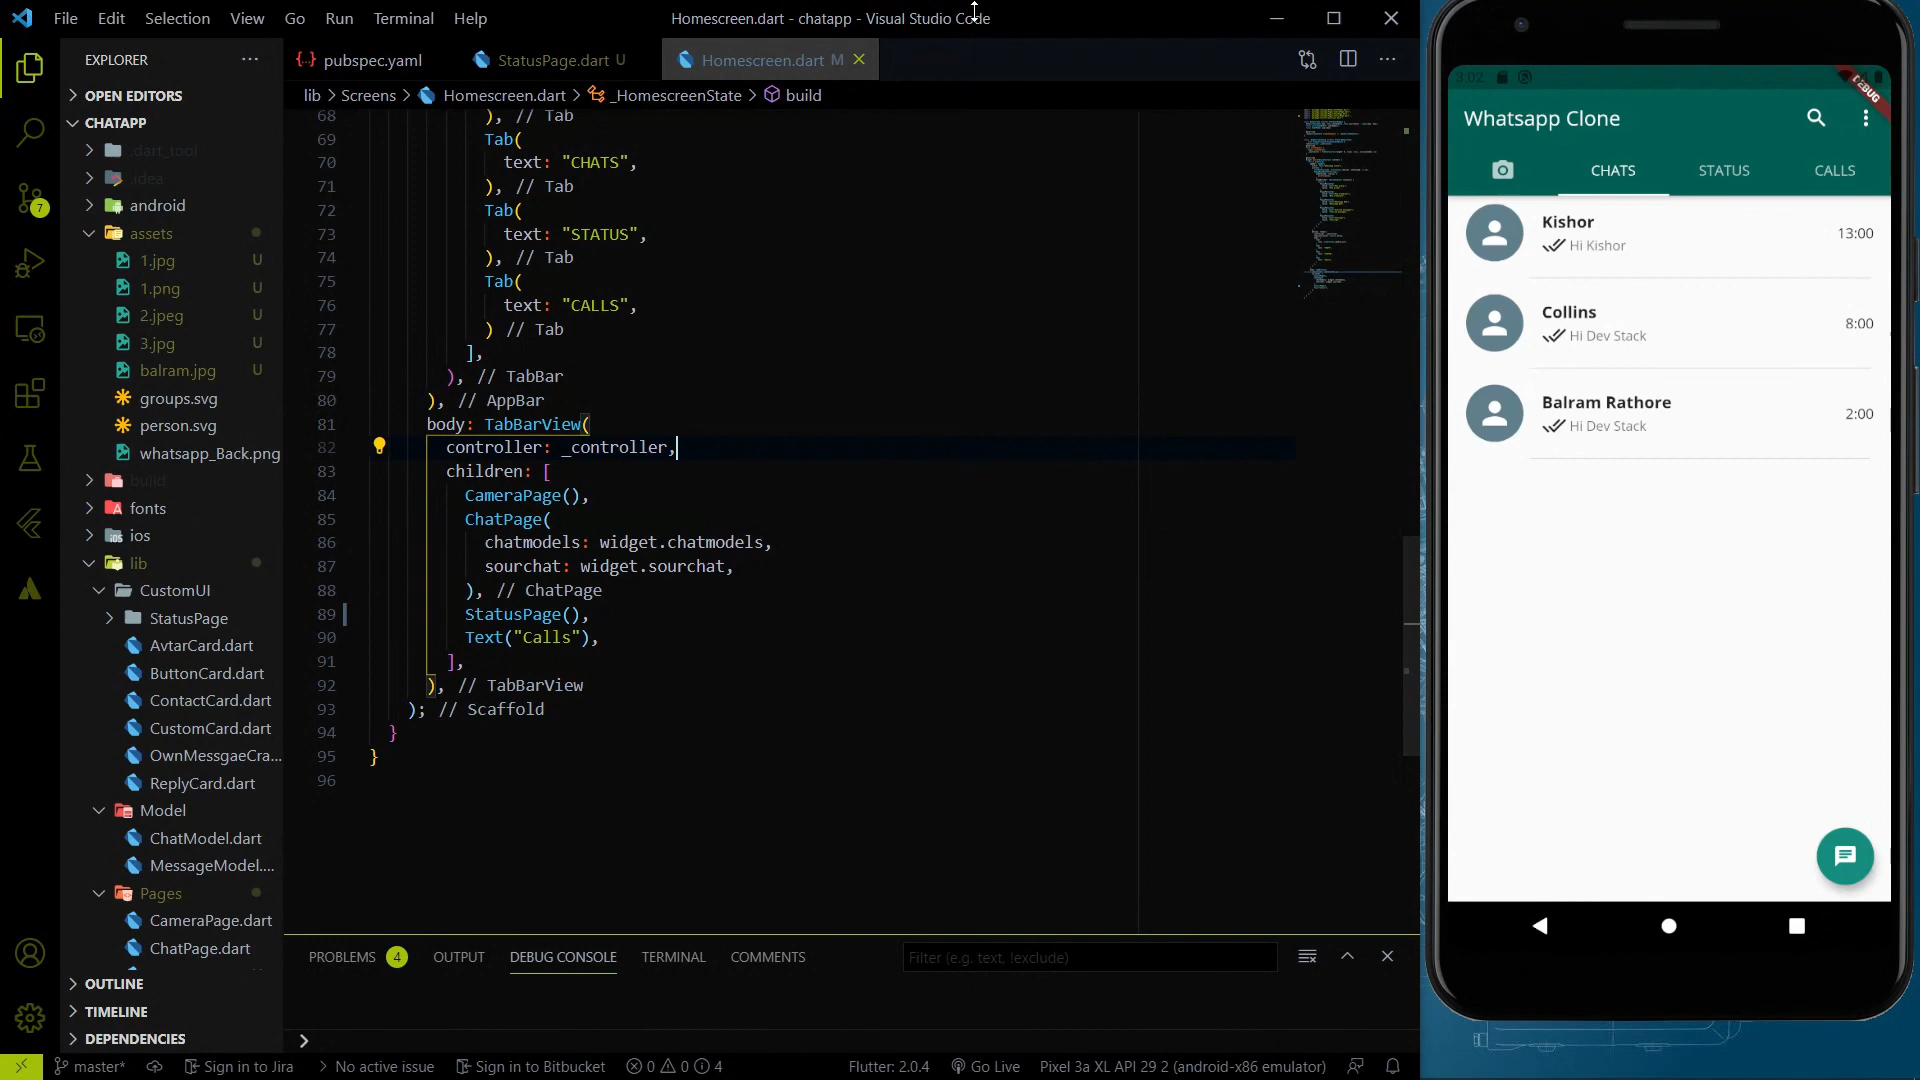 File Edit Selection View Go Run Terminal Help
Homescreen.dart - chatapp - Visual Studio Code
EXPLORER
OPEN EDITORS
CHATAPP
.dart_tool
.idea
android
assets
1.jpg U
1.png U
2.jpeg U
3.jpg U
balram.jpg U
groups.svg
person.svg
whatsapp_Back.png
build
fonts
ios
lib
CustomUI
StatusPage
AvtarCard.dart
ButtonCard.dart
ContactCard.dart
CustomCard.dart
OwnMessgaeCra...
ReplyCard.dart
Model
ChatModel.dart
MessageModel....
Pages
CameraPage.dart
ChatPage.dart
OUTLINE
TIMELINE
DEPENDENCIES
7
pubspec.yaml
StatusPage.dart U
Homescreen.dart M
lib > Screens > Homescreen.dart > _HomescreenState > build
68 ), // Tab
69 Tab(
70 text: "CHATS",
71 ), // Tab
72 Tab(
73 text: "STATUS",
74 ), // Tab
75 Tab(
76 text: "CALLS",
77 ) // Tab
78 ],
79 ), // TabBar
80 ), // AppBar
81 body: TabBarView(
82 controller: _controller,
83 children: [
84 CameraPage(),
85 ChatPage(
86 chatmodels: widget.chatmodels,
87 sourchat: widget.sourchat,
88 ), // ChatPage
89 StatusPage(),
90 Text("Calls"),
91 ],
92 ), // TabBarView
93 ); // Scaffold
94 }
95 }
96
PROBLEMS 4 OUTPUT DEBUG CONSOLE TERMINAL COMMENTS
Filter (e.g. text, !exclude)
master* Sign in to Jira No active issue Sign in to Bitbucket 0 0 4
Flutter: 2.0.4 Go Live Pixel 3a XL API 29 2 (android-x86 emulator)
3:02
DEBUG
Whatsapp Clone
CHATS STATUS CALLS
Kishor
Hi Kishor
13:00
Collins
Hi Dev Stack
8:00
Balram Rathore
Hi Dev Stack
2:00